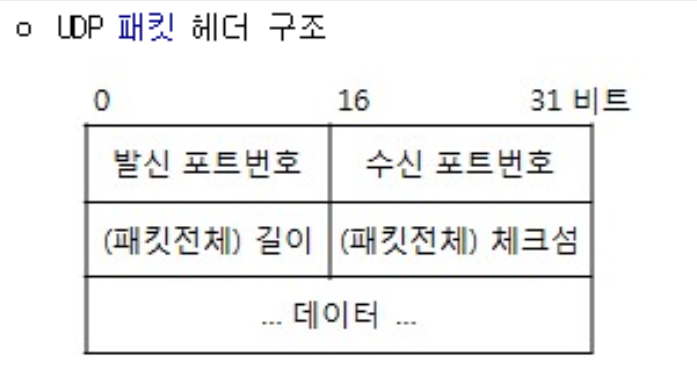 o UDP 패킷 헤더 구조
0 16 31 비트
발신 포트번호 수신 포트번호
(패킷전체) 길이 (패킷전체) 체크섬
... 데이터 ...